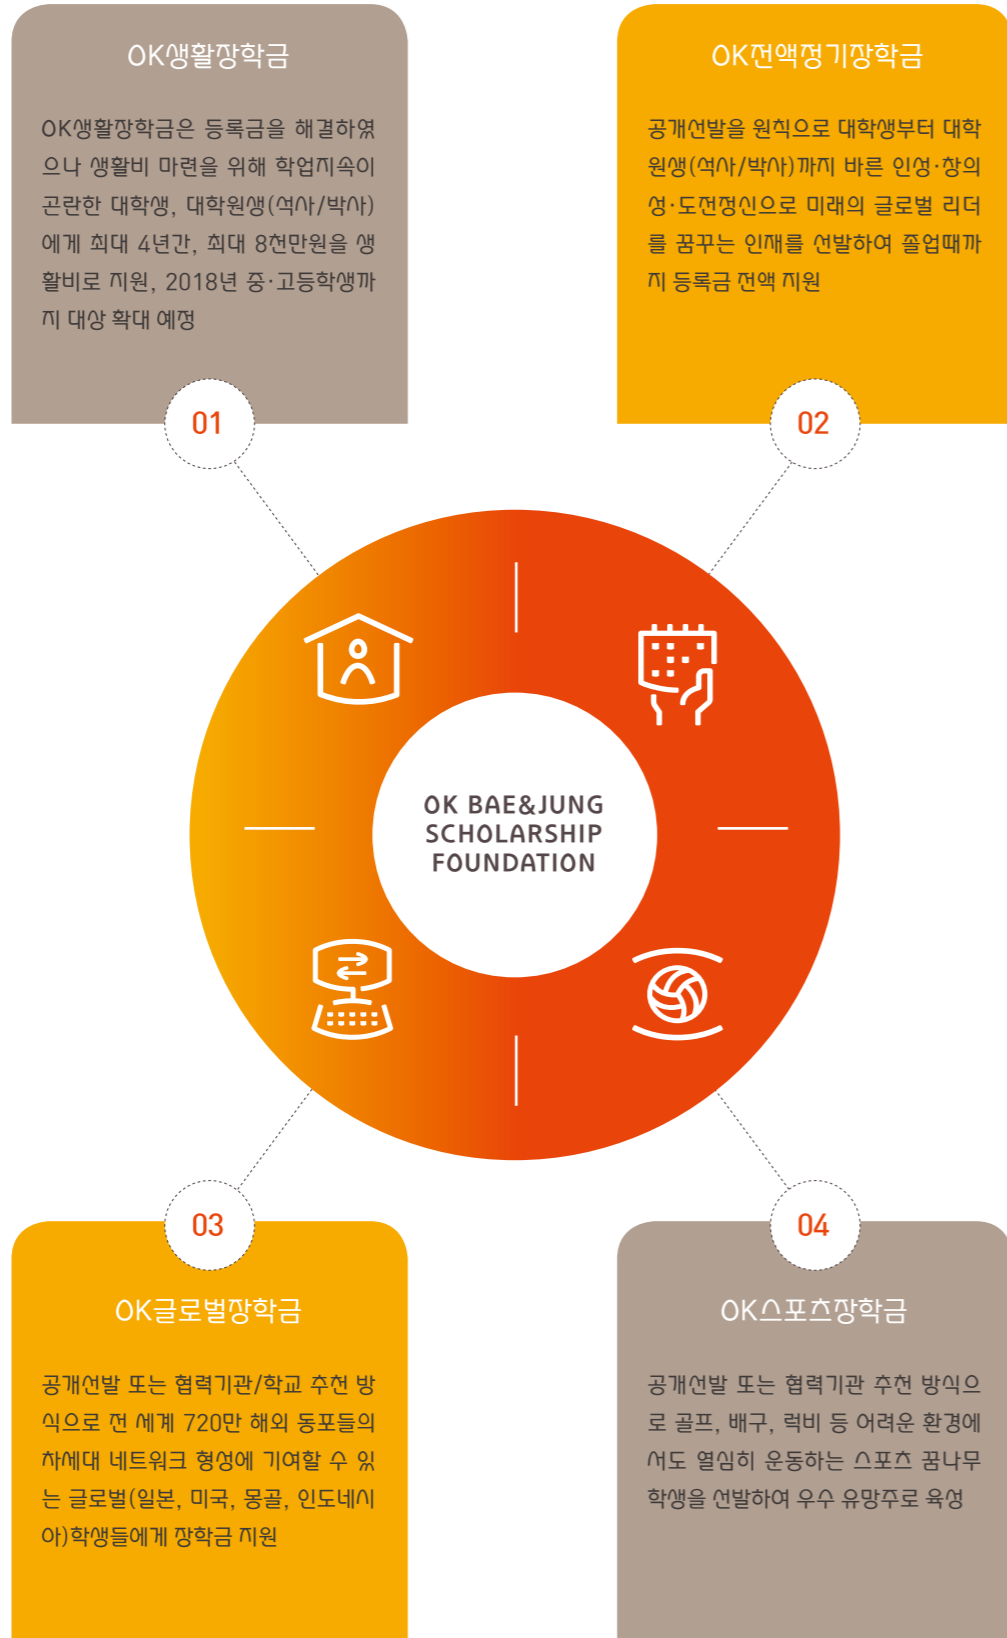 OK생활장학금
OK생활장학금은 등록금을 해결하였
으나 생활비 마련을 위해 학업지속이
곤란한 대학생, 대학원생(석사/박사)
에게 최대 4년간, 최대 8천만원을 생
활비로 지원, 2018년 중·고등학생까
지 대상 확대 예정
01
OK전액정기장학금
공개선발을 원칙으로 대학생부터 대학
원생(석사/박사)까지 바른 인성·창의
성·도전정신으로 미래의 글로벌 리더
를 꿈꾸는 인재를 선발하여 졸업때까
지 등록금 전액 지원
02
OK BAE&JUNG
SCHOLARSHIP
FOUNDATION
03
OK글로벌장학금
공개선발 또는 협력기관/학교 추천 방
식으로 전 세계 720만 해외 동포들의
차세대 네트워크 형성에 기여할 수 있
는 글로벌(일본, 미국, 몽골, 인도네시
아)학생들에게 장학금 지원
04
OK스포츠장학금
공개선발 또는 협력기관 추천 방식으
로 골프, 배구, 럭비 등 어려운 환경에
서도 열심히 운동하는 스포츠 꿈나무
학생을 선발하여 우수 유망주로 육성